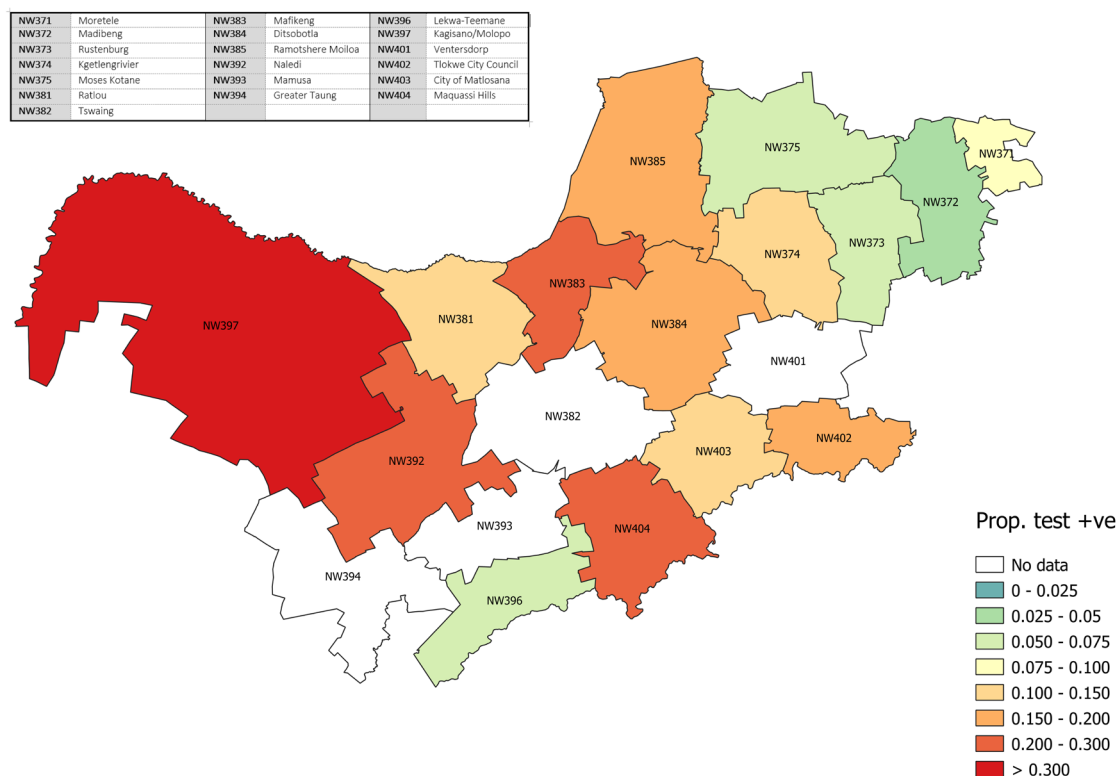 NW371 Moretele NW383 Mafikeng NW396 Lekwa-Teemane
NW372 Madibeng NW384 Ditsobotla NW397 Kagisano/Molopo
NW373 Rustenburg NW385 Ramotshere Moiloa NW401 Ventersdorp
NW374 Kgetlengrivier NW392 Naledi NW402 Tlokwe City Council
NW375 Moses Kotane NW393 Mamusa NW403 City of Matlosana
NW381 Ratlou NW394 Greater Taung NW404 Maquassi Hills
NW382 Tswaing
NW385
NW375
NW371
NW372
NW373
NW374
NW383
NW381
NW384
NW397
NW401
NW382
NW402
NW403
NW392
NW393
NW404
NW394
NW396
Prop. test +ve
No data
0 - 0.025
0.025 - 0.05
0.050 - 0.075
0.075 - 0.100
0.100 - 0.150
0.150 - 0.200
0.200 - 0.300
> 0.300